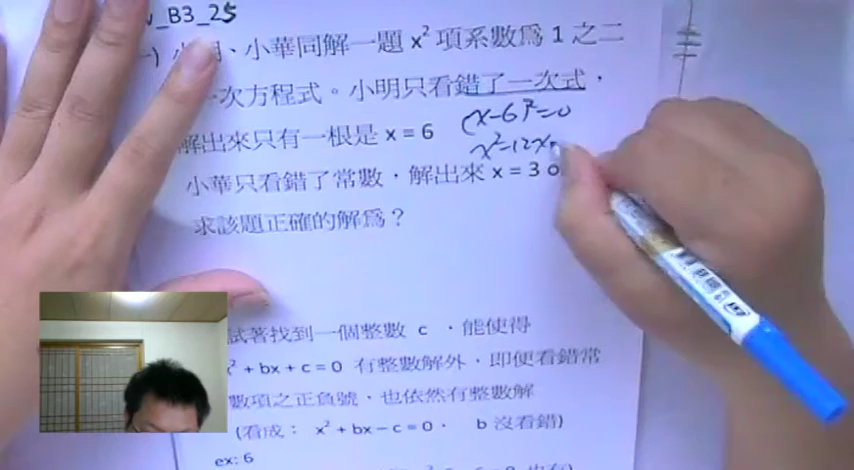 _B3_25
、小華同解一題 x² 項系數為 1 之二
一次方程式。小明只看錯了一次式，
(x-6)²=0
解出來只有一根是 x = 6
x²-12x
小華只看錯了常數，解出來 x = 3
求該題正確的解為？
試著找到一個整數 c ，能使得
x² + bx + c = 0 有整數解外，即便看錯常
數項之正負號，也依然有整數解
(看成： x² + bx - c = 0， b 沒看錯)
ex: 6